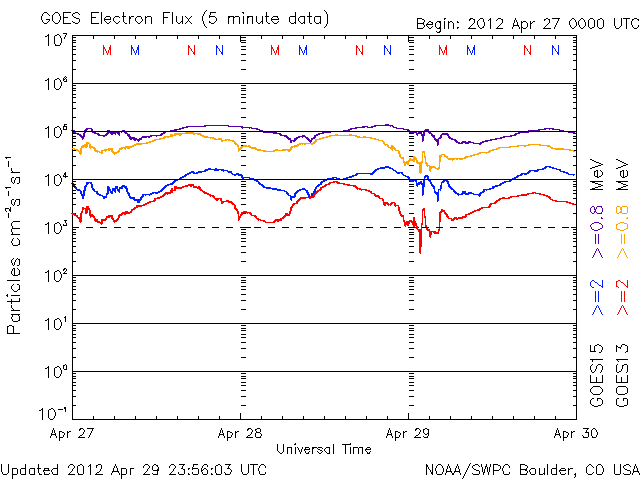 GOES Electron Flux (5 minute data)
Begin: 2012 Apr 27 0000 UTC
10⁷
M M N N M M N N M M N N
10⁶
10⁵
10⁴
10³
10²
10¹
10⁰
10⁻¹
Particles cm⁻²s⁻¹sr⁻¹
Apr 27 Apr 28 Apr 29 Apr 30
Universal Time
GOES15 >=2 >=0.8 MeV
GOES13 >=2 >=0.8 MeV
Updated 2012 Apr 29 23:56:03 UTC
NOAA/SWPC Boulder, CO USA